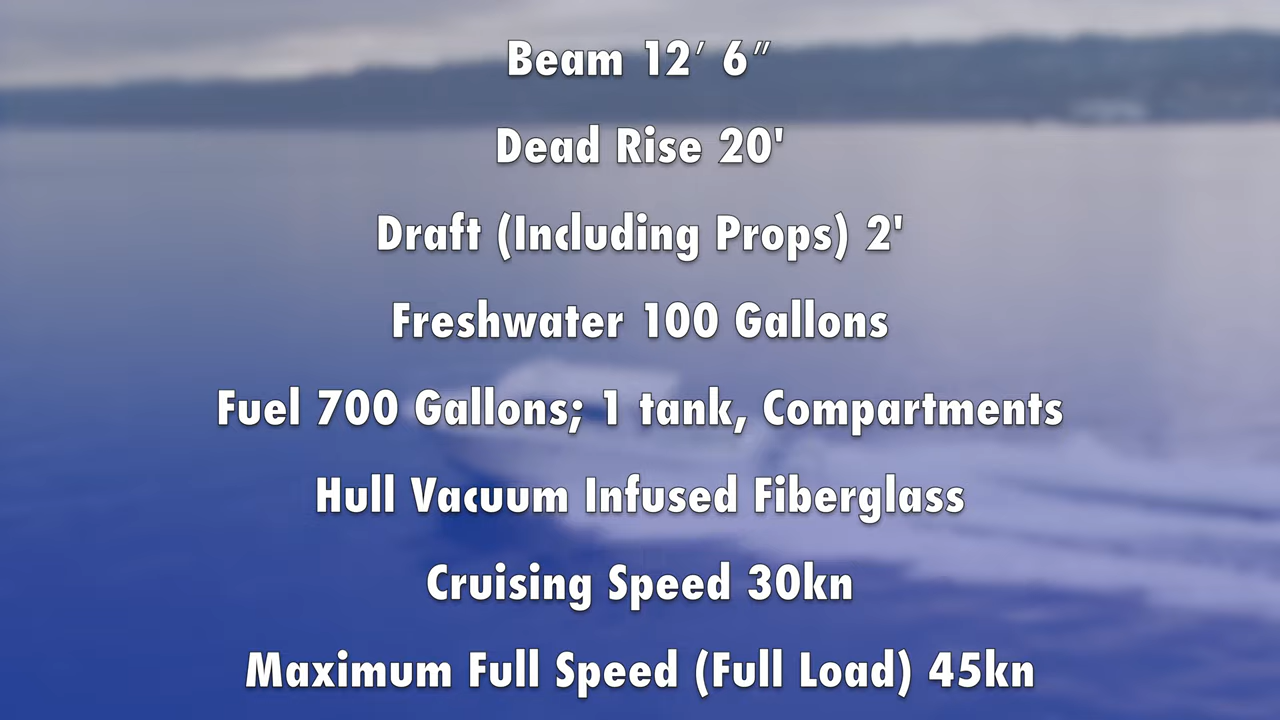 Beam 12’ 6”
Dead Rise 20'
Draft (Including Props) 2'
Freshwater 100 Gallons
Fuel 700 Gallons; 1 tank, Compartments
Hull Vacuum Infused Fiberglass
Cruising Speed 30kn
Maximum Full Speed (Full Load) 45kn